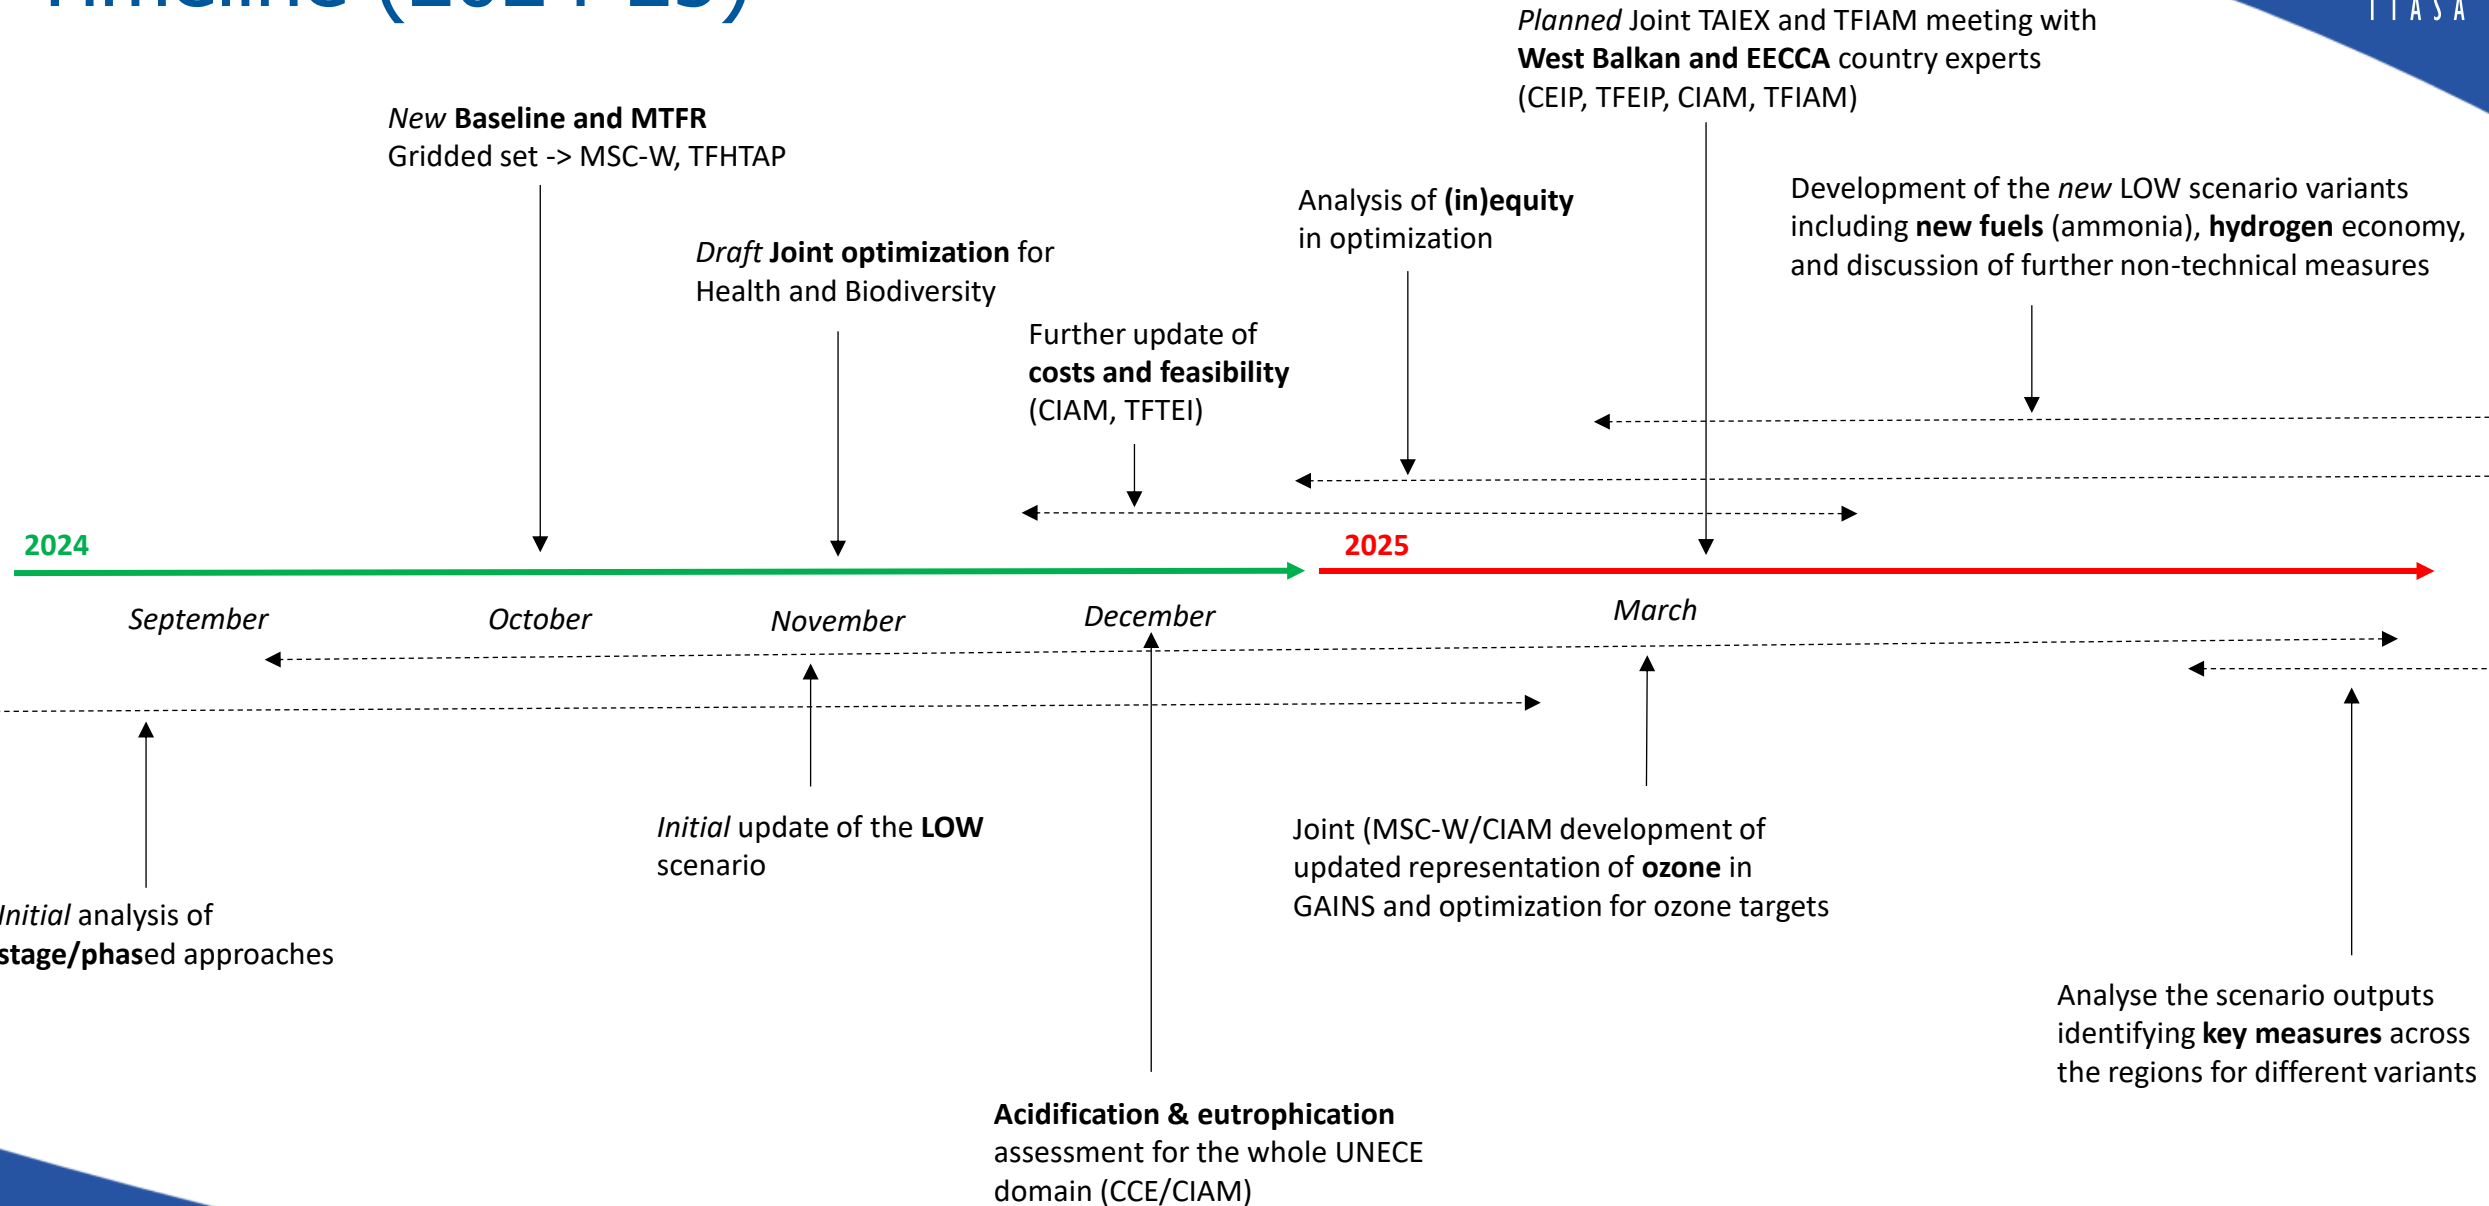 Timeline (2024-25)
IIASA
Planned Joint TAIEX and TFIAM meeting with
West Balkan and EECCA country experts
(CEIP, TFEIP, CIAM, TFIAM)
New Baseline and MTFR
Gridded set -> MSC-W, TFHTAP
Analysis of (in)equity
in optimization
Development of the new LOW scenario variants
including new fuels (ammonia), hydrogen economy,
and discussion of further non-technical measures
Draft Joint optimization for
Health and Biodiversity
Further update of
costs and feasibility
(CIAM, TFTEI)
2024
2025
September
October
November
December
March
Initial update of the LOW
scenario
Joint (MSC-W/CIAM development of
updated representation of ozone in
GAINS and optimization for ozone targets
Initial analysis of
stage/phased approaches
Analyse the scenario outputs
identifying key measures across
the regions for different variants
Acidification & eutrophication
assessment for the whole UNECE
domain (CCE/CIAM)